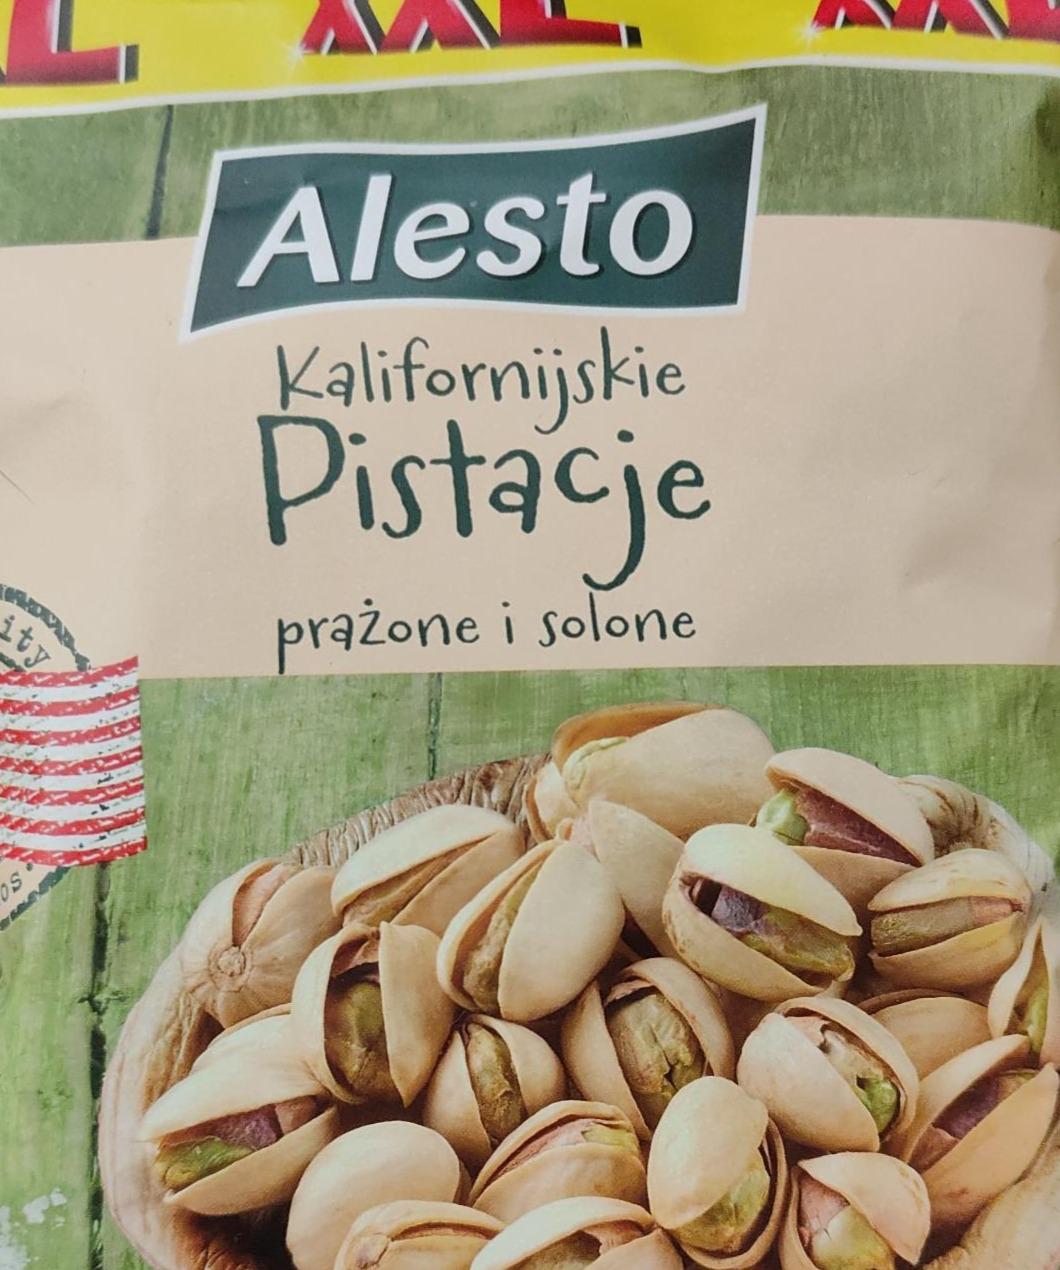 XXL
Alesto
Kalifornijskie
Pistacje
prażone i solone